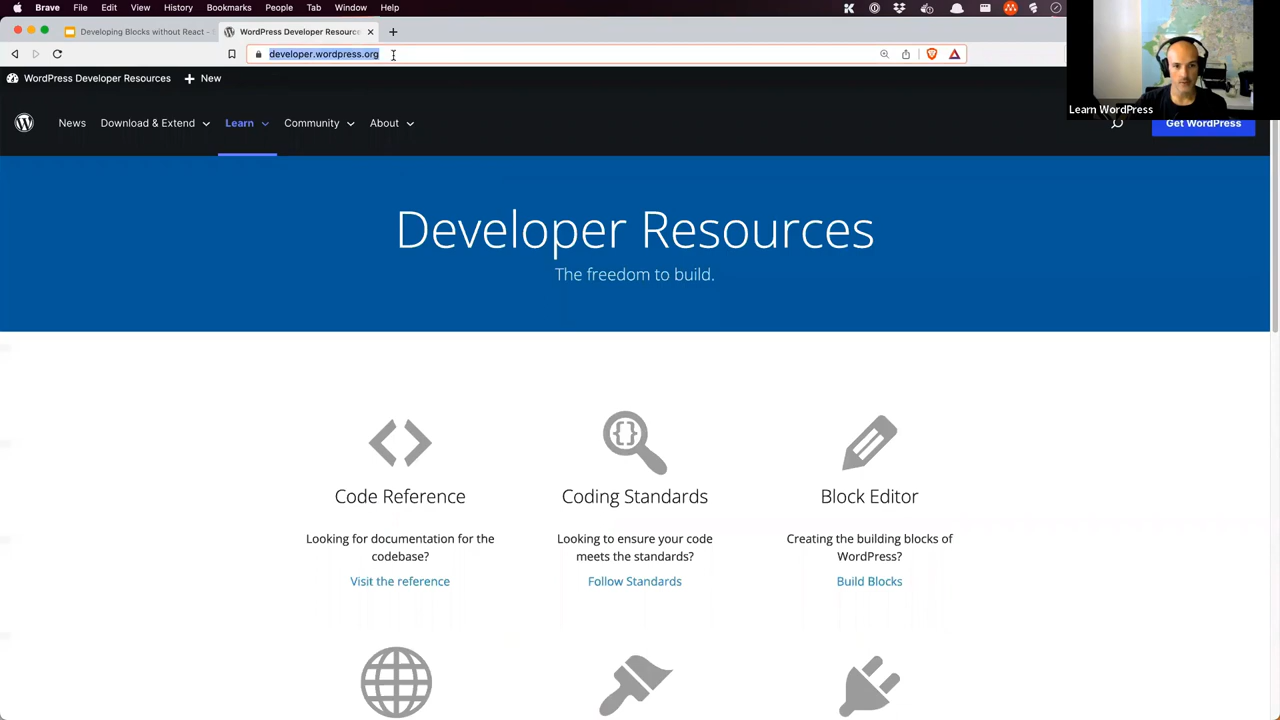 Brave File Edit View History Bookmarks People Tab Window Help
Developing Blocks without React -
WordPress Developer Resource
developer.wordpress.org
WordPress Developer Resources
New
Learn WordPress
News Download & Extend Learn Community About
Get WordPress
Developer Resources
The freedom to build.
Code Reference
Looking for documentation for the
codebase?
Visit the reference
Coding Standards
Looking to ensure your code
meets the standards?
Follow Standards
Block Editor
Creating the building blocks of
WordPress?
Build Blocks